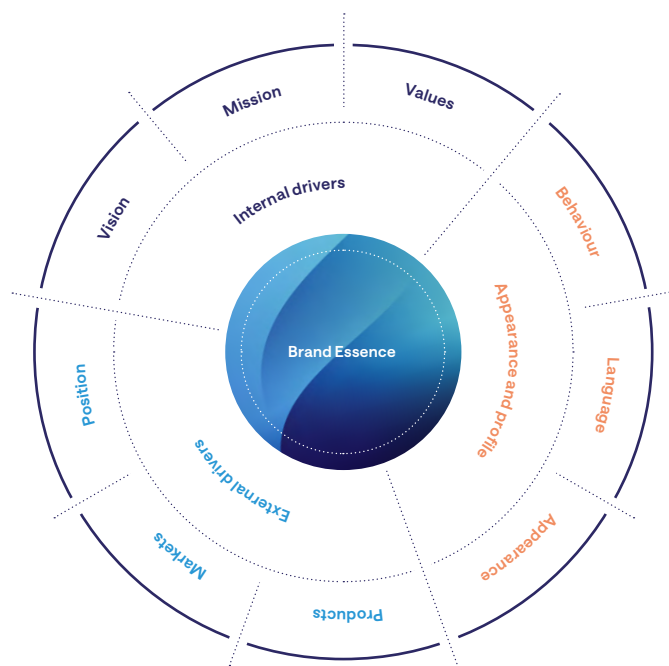 Mission
Values
Vision
Internal drivers
Behaviour
Appearance and profile
Brand Essence
Language
Position
External drivers
Appearance
Markets
Products